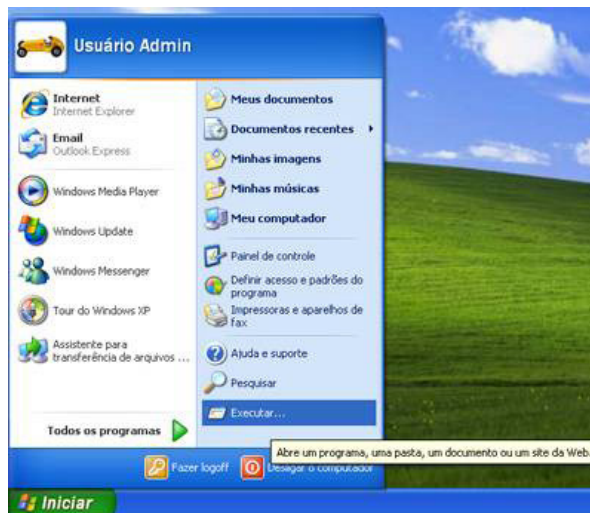 Usuário Admin
Internet
Internet Explorer
Email
Outlook Express
Windows Media Player
Windows Update
Windows Messenger
Tour do Windows XP
Assistente para
transferência de arquivos ...
Todos os programas
Meus documentos
Documentos recentes
Minhas imagens
Minhas músicas
Meu computador
Painel de controle
Definir acesso e padrões do
programa
Impressoras e aparelhos de
fax
Ajuda e suporte
Pesquisar
Executar...
Abre um programa, uma pasta, um documento ou um site da Web.
Fazer logoff
Desligar o computador
Iniciar